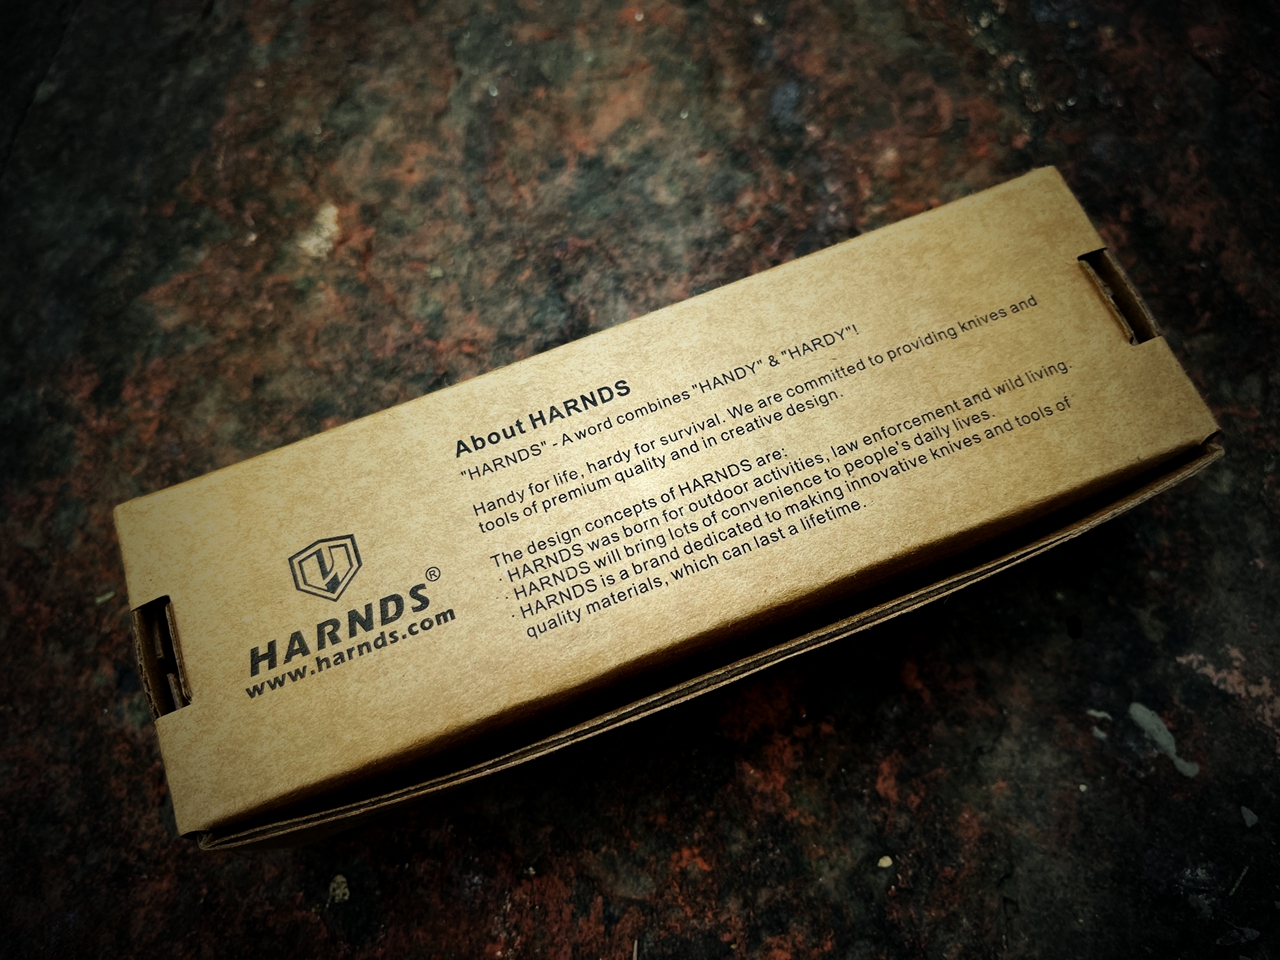 About HARNDS
"HARNDS" - A word combines "HANDY" & "HARDY"!
Handy for life, hardy for survival. We are committed to providing knives and
tools of premium quality and in creative design.
The design concepts of HARNDS are:
· HARNDS was born for outdoor activities, law enforcement and wild living.
· HARNDS will bring lots of convenience to people's daily lives.
· HARNDS is a brand dedicated to making innovative knives and tools of
quality materials, which can last a lifetime.
HARNDS®
www.harnds.com